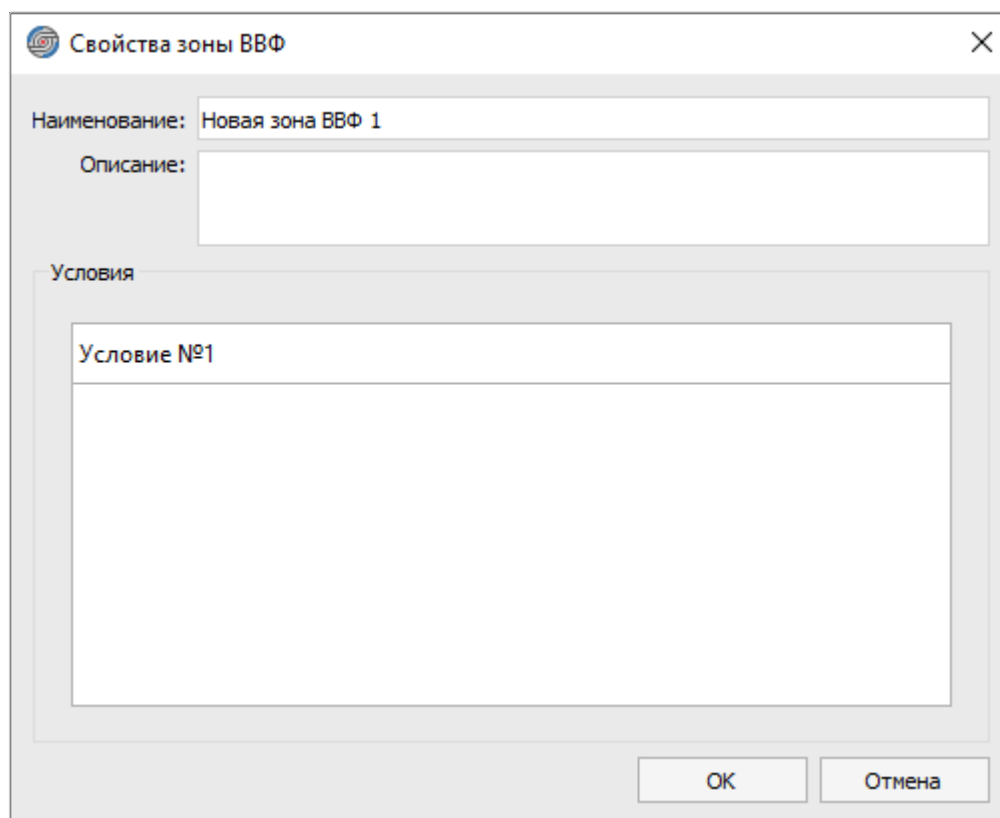 Свойства зоны ВВФ
Наименование: Новая зона ВВФ 1
Описание:
Условия
Условие №1
OK Отмена